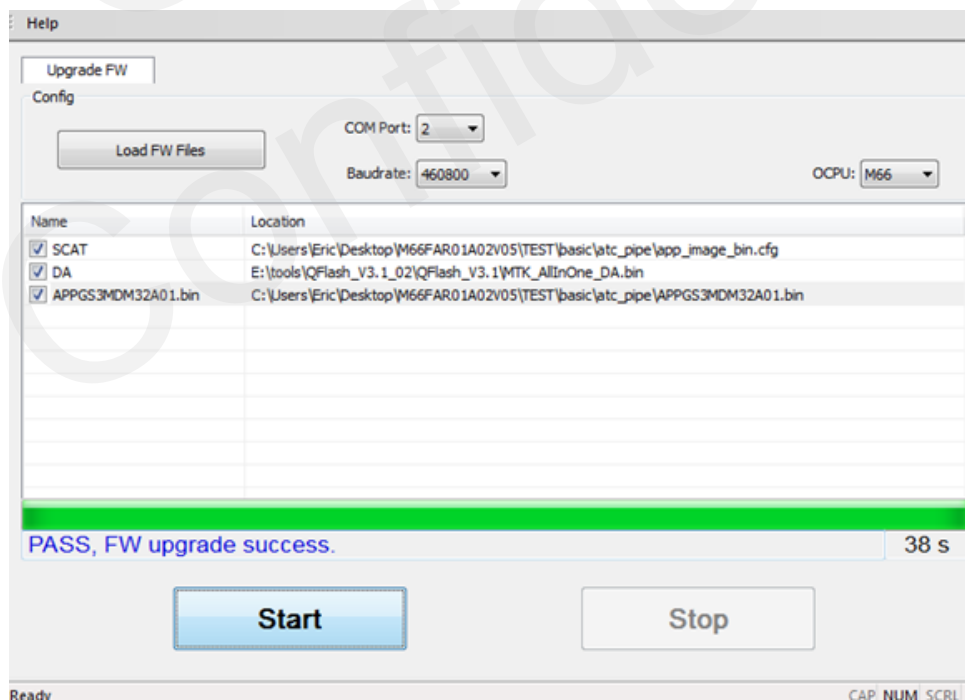 Help
Upgrade FW
Config
Load FW Files
COM Port: 2
Baudrate: 460800
OCPU: M66
Name Location
SCAT C:\Users\Eric\Desktop\M66FAR01A02V05\TEST\basic\atc_pipe\app_image_bin.cfg
DA E:\tools\QFlash_V3.1_02\QFlash_V3.1\MTK_AllInOne_DA.bin
APPGS3MDM32A01.bin C:\Users\Eric\Desktop\M66FAR01A02V05\TEST\basic\atc_pipe\APPGS3MDM32A01.bin
PASS, FW upgrade success. 38 s
Start Stop
Ready CAP NUM SCRL
Confid